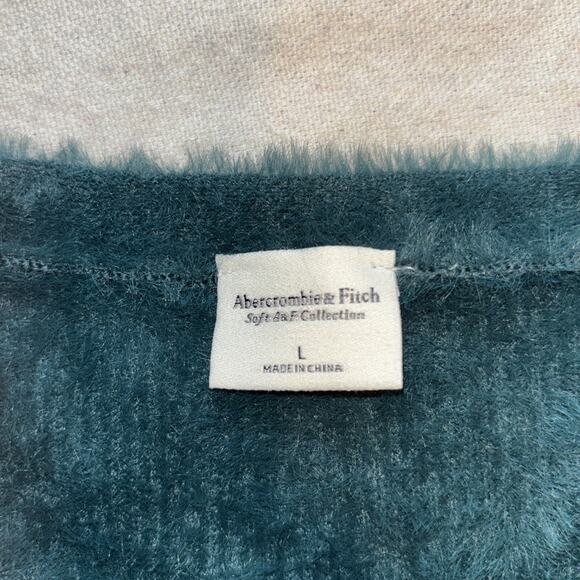 Abercrombie & Fitch
Soft A&F Collection
L
MADE IN CHINA